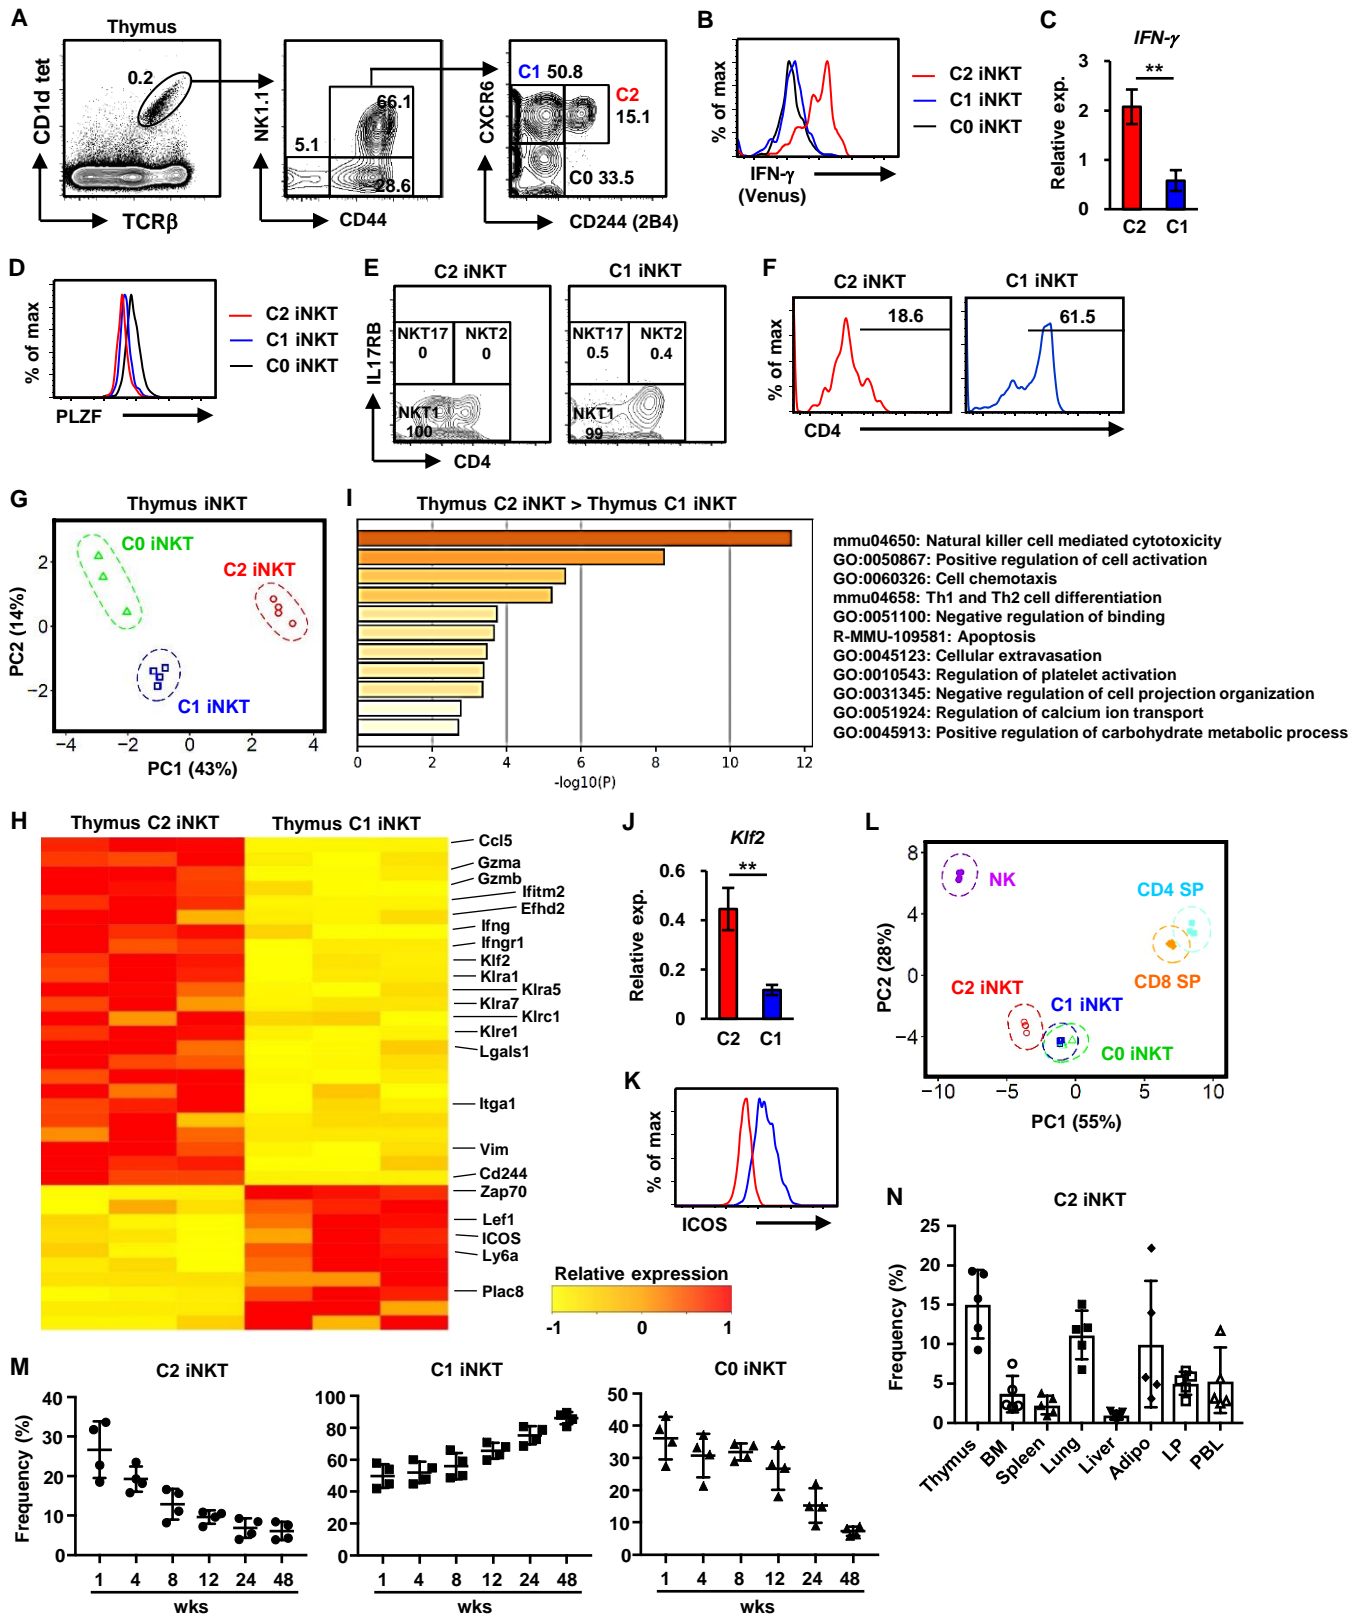 A
Thymus
CD1d tet
0.2
TCRβ
NK1.1
66.1
5.1
28.6
CD44
CXCR6
C1 50.8
C2
15.1
C0 33.5
CD244 (2B4)
B
% of max
IFN-γ
(Venus)
C2 iNKT
C1 iNKT
C0 iNKT
C
IFN-γ
**
Relative exp.
3
2
1
0
C2 C1
D
% of max
PLZF
C2 iNKT
C1 iNKT
C0 iNKT
E
C2 iNKT C1 iNKT
IL17RB
NKT17 NKT2
0 0
NKT1
100
NKT17 NKT2
0.5 0.4
NKT1
99
CD4
F
C2 iNKT C1 iNKT
% of max
18.6
61.5
CD4
G
Thymus iNKT
C0 iNKT
C2 iNKT
C1 iNKT
PC2 (14%)
2
0
−2
−4 −2 0 2 4
PC1 (43%)
I
Thymus C2 iNKT > Thymus C1 iNKT
mmu04650: Natural killer cell mediated cytotoxicity
GO:0050867: Positive regulation of cell activation
GO:0060326: Cell chemotaxis
mmu04658: Th1 and Th2 cell differentiation
GO:0051100: Negative regulation of binding
R-MMU-109581: Apoptosis
GO:0045123: Cellular extravasation
GO:0010543: Regulation of platelet activation
GO:0031345: Negative regulation of cell projection organization
GO:0051924: Regulation of calcium ion transport
GO:0045913: Positive regulation of carbohydrate metabolic process
0 2 4 6 8 10 12
-log10(P)
H
Thymus C2 iNKT Thymus C1 iNKT
Ccl5
Gzma
Gzmb
Ifitm2
Efhd2
Ifng
Ifngr1
Klf2
Klra1
Klra5
Klra7
Klrc1
Klre1
Lgals1
Itga1
Vim
Cd244
Zap70
Lef1
ICOS
Ly6a
Plac8
Relative expression
-1 0 1
J
Klf2
**
Relative exp.
0.6
0.4
0.2
0
C2 C1
K
% of max
ICOS
L
8
4
0
−4
PC2 (28%)
NK
CD4 SP
CD8 SP
C2 iNKT
C1 iNKT
C0 iNKT
−10 −5 0 5 10
PC1 (55%)
M
C2 iNKT
Frequency (%)
40
30
20
10
0
1 4 8 12 24 48
wks
C1 iNKT
100
80
60
40
20
0
1 4 8 12 24 48
wks
C0 iNKT
50
40
30
20
10
0
1 4 8 12 24 48
wks
N
C2 iNKT
Frequency (%)
25
20
15
10
5
0
Thymus
BM
Spleen
Lung
Liver
Adipo
LP
PBL